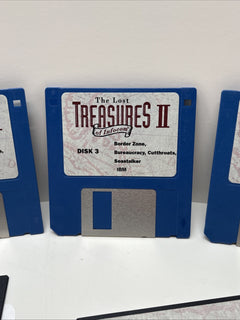 The Lost
TREASURES II
of Infocom
DISK 3
Border Zone,
Bureaucracy, Cutthroats,
Seastalker
IBM